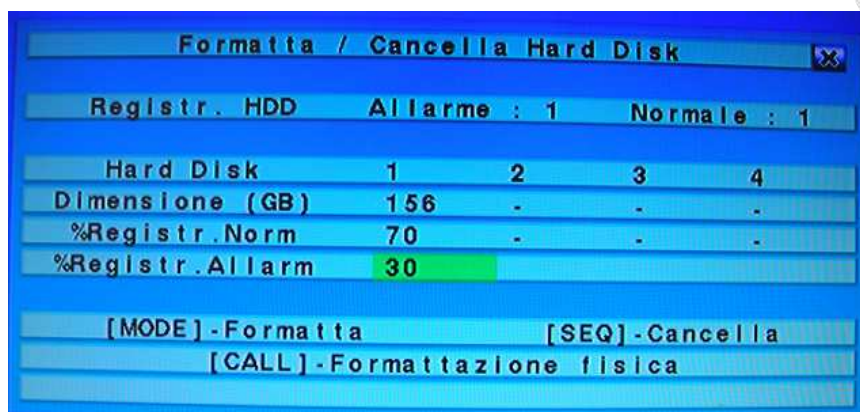 Formatta / Cancella Hard Disk
Registr. HDD Allarme : 1 Normale : 1
Hard Disk 1 2 3 4
Dimensione (GB) 156 - - -
%Registr.Norm 70 - - -
%Registr.Allarm 30
[MODE]-Formatta [SEQ]-Cancella
[CALL]-Formattazione fisica